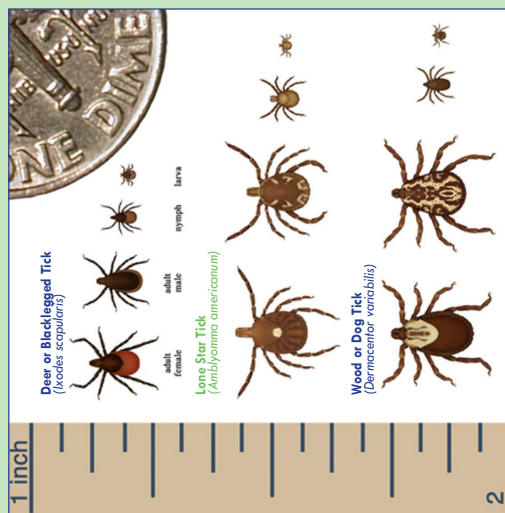 ONE DIME
Deer or Blacklegged Tick
(Ixodes scapularis)
adult
female
adult
male
nymph
larva
Lone Star Tick
(Amblyomma americanum)
Wood or Dog Tick
(Dermacentor variabilis)
1 inch
2